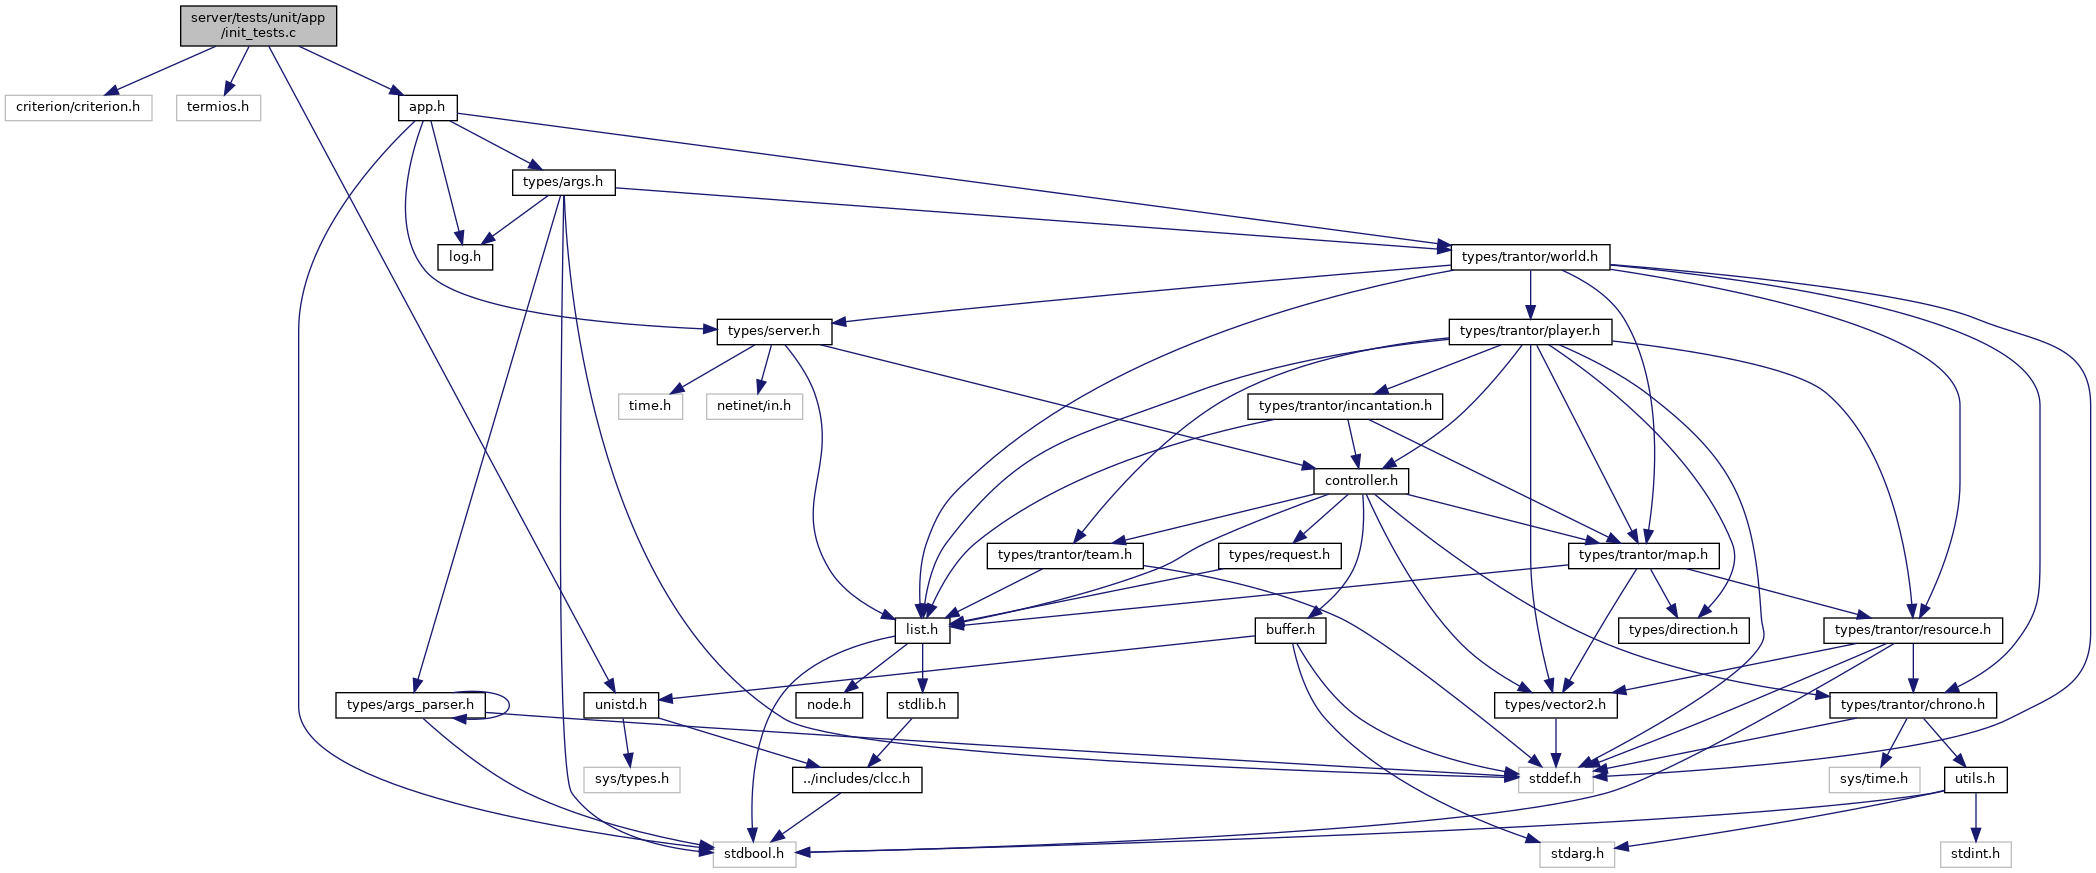 server/tests/unit/app
/init_tests.c
criterion/criterion.h
termios.h
app.h
types/args.h
log.h
types/trantor/world.h
types/server.h
types/trantor/player.h
time.h
netinet/in.h
types/trantor/incantation.h
controller.h
types/trantor/team.h
types/request.h
types/trantor/map.h
list.h
buffer.h
types/direction.h
types/trantor/resource.h
types/args_parser.h
unistd.h
node.h
stdlib.h
types/vector2.h
types/trantor/chrono.h
sys/types.h
../includes/clcc.h
stddef.h
sys/time.h
utils.h
stdbool.h
stdarg.h
stdint.h